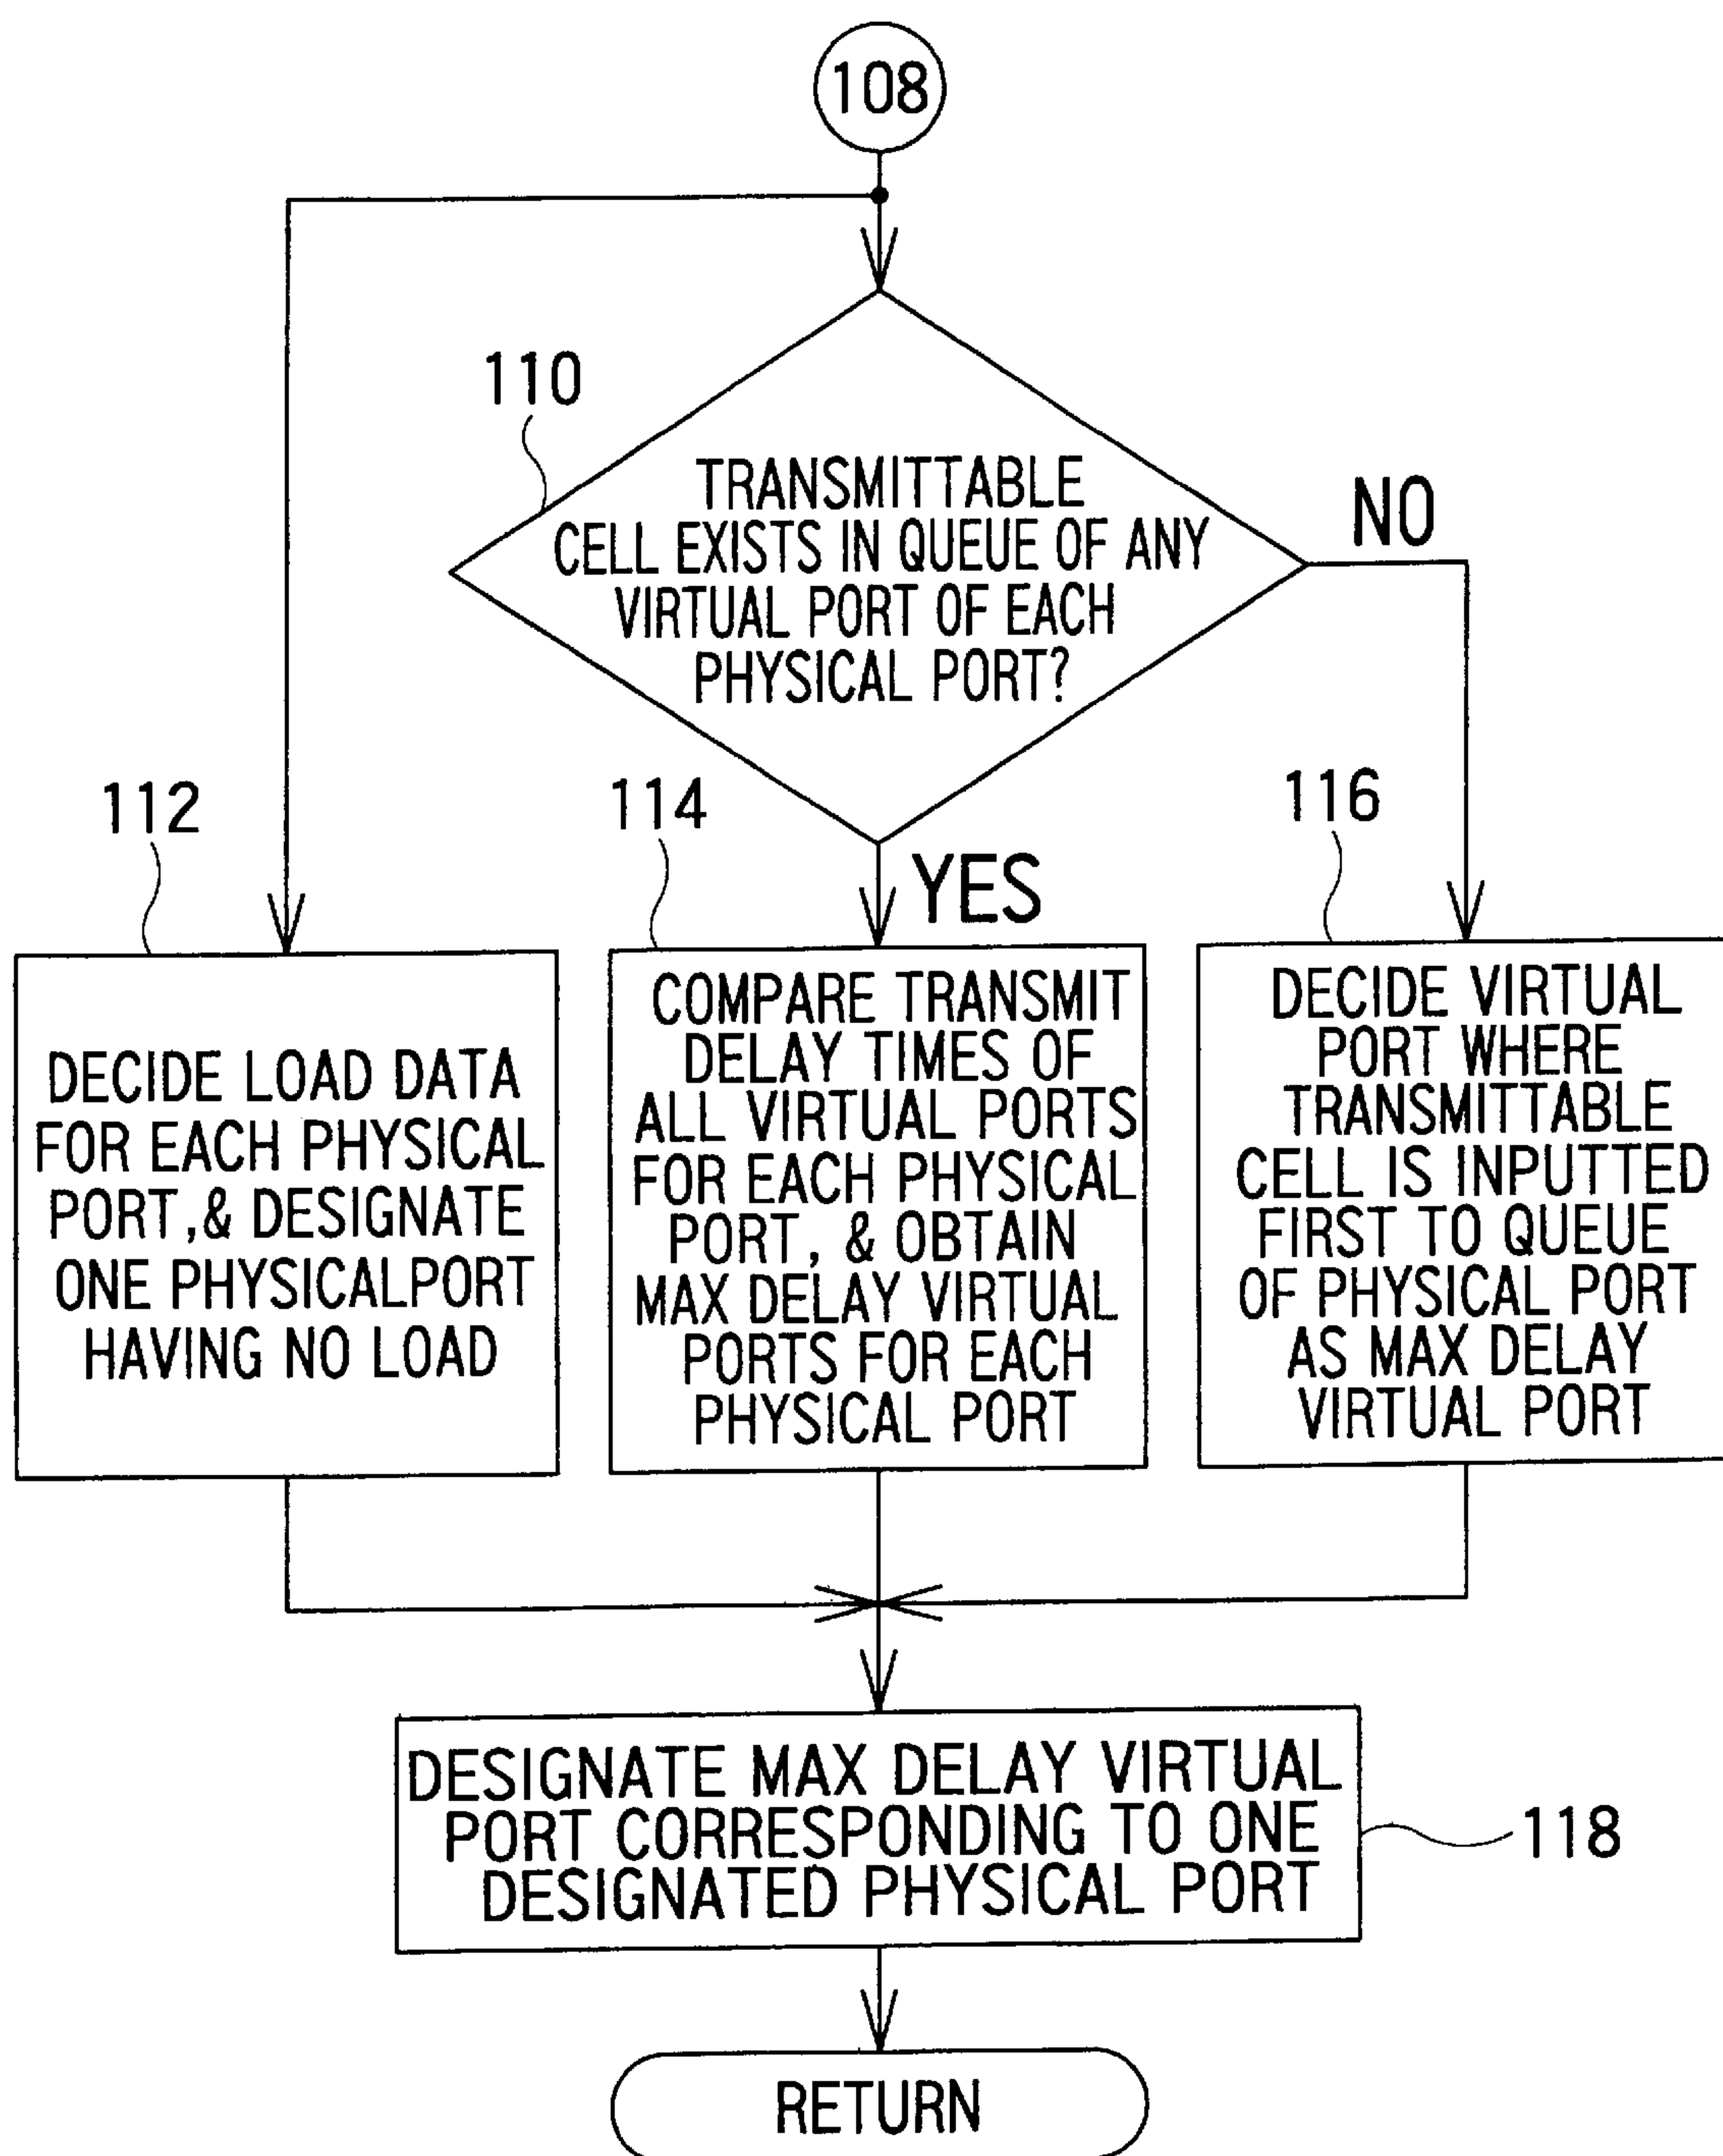 108
110
TRANSMITTABLE
CELL EXISTS IN QUEUE OF ANY
VIRTUAL PORT OF EACH
PHYSICAL PORT?
NO
YES
112
DECIDE LOAD DATA
FOR EACH PHYSICAL
PORT,& DESIGNATE
ONE PHYSICALPORT
HAVING NO LOAD
114
COMPARE TRANSMIT
DELAY TIMES OF
ALL VIRTUAL PORTS
FOR EACH PHYSICAL
PORT, & OBTAIN
MAX DELAY VIRTUAL
PORTS FOR EACH
PHYSICAL PORT
116
DECIDE VIRTUAL
PORT WHERE
TRANSMITTABLE
CELL IS INPUTTED
FIRST TO QUEUE
OF PHYSICAL PORT
AS MAX DELAY
VIRTUAL PORT
DESIGNATE MAX DELAY VIRTUAL
PORT CORRESPONDING TO ONE
DESIGNATED PHYSICAL PORT
118
RETURN